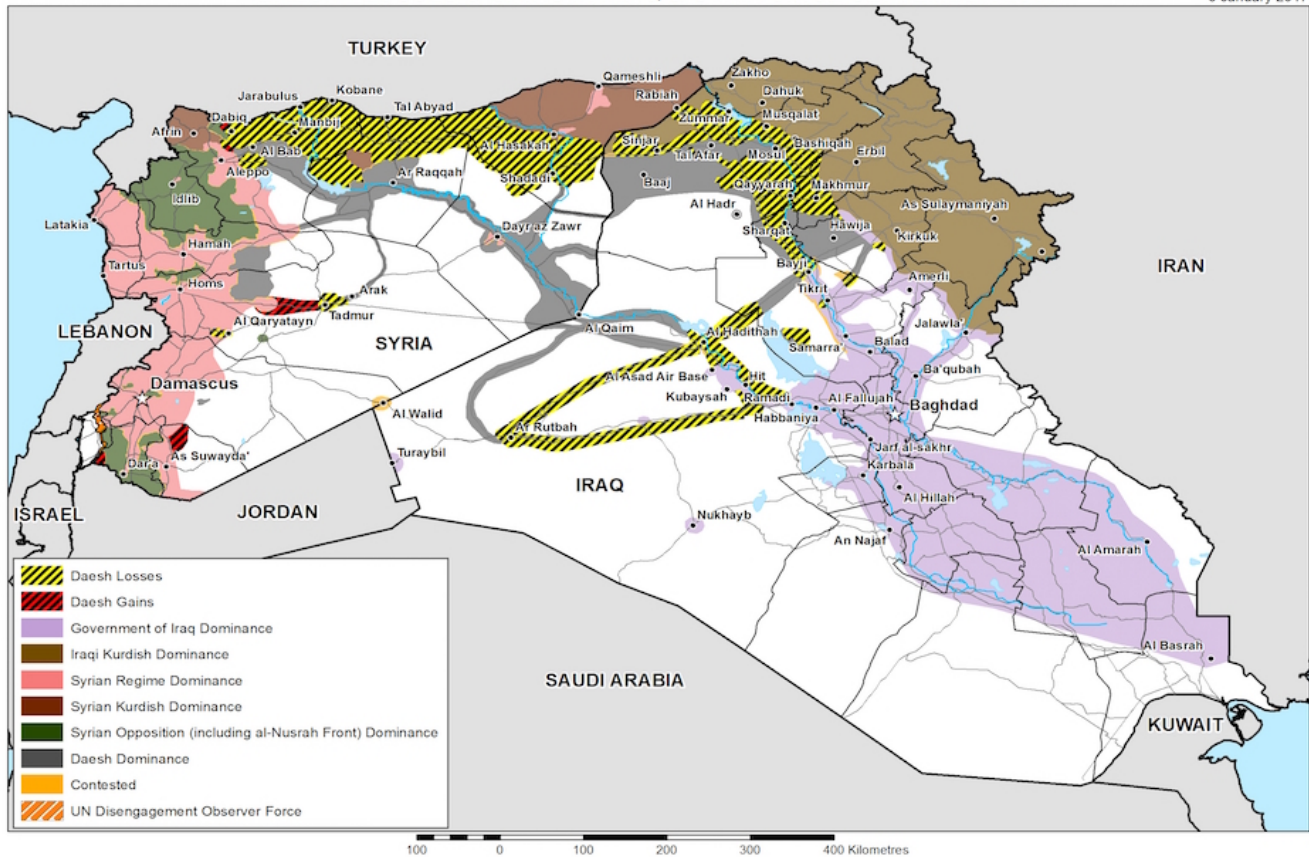 TURKEY
Qameshli
Zakho
Kobane
Rabiah
Dahuk
Jarabulus
Tal Abyad
Dabiq
Zummar
Musqalat
Manbij
Afrin
Al Hasakah
Sinjar
Bashiqah
Al Bab
Tal Afar
Mosul
Erbil
Aleppo
Ar Raqqah
Shadadi
Baaj
Qayyarah
Makhmur
Idlib
Al Hadr
As Sulaymaniyah
Latakia
Dayr az Zawr
Sharqat
Hawija
Kirkuk
Hamah
Tartus
Bayji
IRAN
Homs
Arak
Tikrit
Amerli
Tadmur
Al Qaim
Al Hadithah
Jalawla'
LEBANON
Al Qaryatayn
SYRIA
Samarra'
Balad
Al Asad Air Base
Hit
Ba'qubah
Damascus
Kubaysah
Ramadi
Al Fallujah
Baghdad
Al Walid
Habbaniya
Ar Rutbah
Turaybil
Jarf al-sakhr
As Suwayda'
Dar'a
Karbala
IRAQ
Al Hillah
ISRAEL
JORDAN
Nukhayb
An Najaf
Al Amarah
Al Basrah
SAUDI ARABIA
KUWAIT
Daesh Losses
Daesh Gains
Government of Iraq Dominance
Iraqi Kurdish Dominance
Syrian Regime Dominance
Syrian Kurdish Dominance
Syrian Opposition (including al-Nusrah Front) Dominance
Daesh Dominance
Contested
UN Disengagement Observer Force
100 0 100 200 300 400 Kilometres